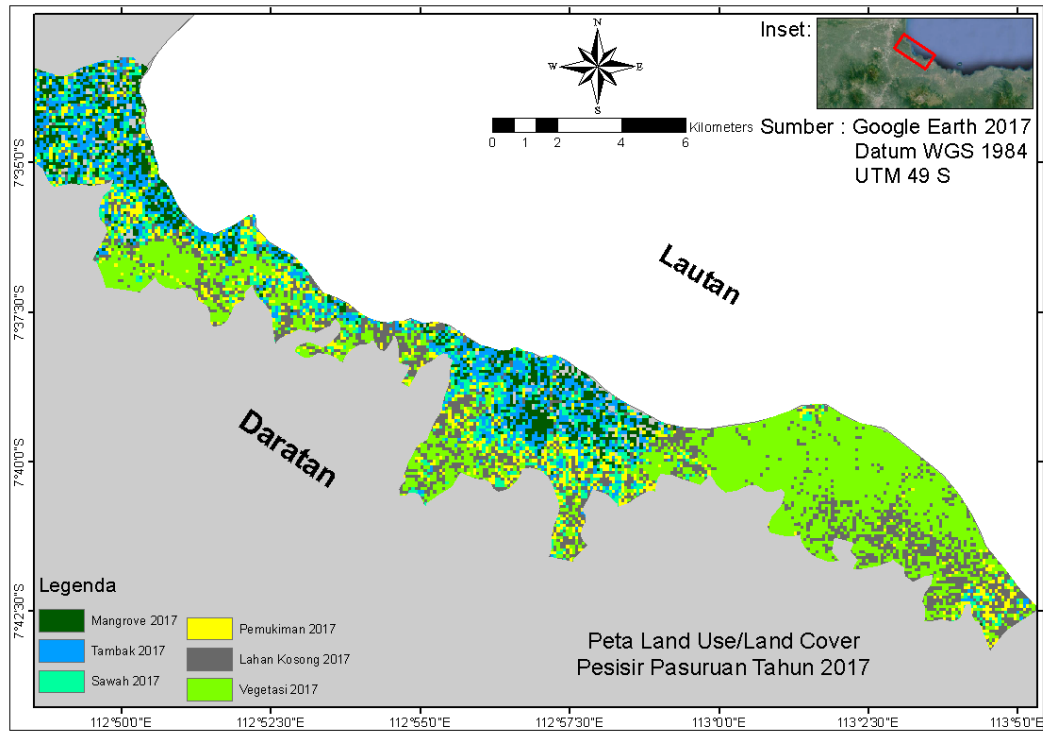 Inset:
N
W
E
S
Kilometers
0 1 2 4 6
Sumber : Google Earth 2017
Datum WGS 1984
UTM 49 S
7°35'0"S
7°37'30"S
7°40'0"S
7°42'30"S
Lautan
Daratan
Legenda
Mangrove 2017
Tambak 2017
Sawah 2017
Pemukiman 2017
Lahan Kosong 2017
Vegetasi 2017
Peta Land Use/Land Cover
Pesisir Pasuruan Tahun 2017
112°50'0"E 112°52'30"E 112°55'0"E 112°57'30"E 113°0'0"E 113°2'30"E 113°5'0"E